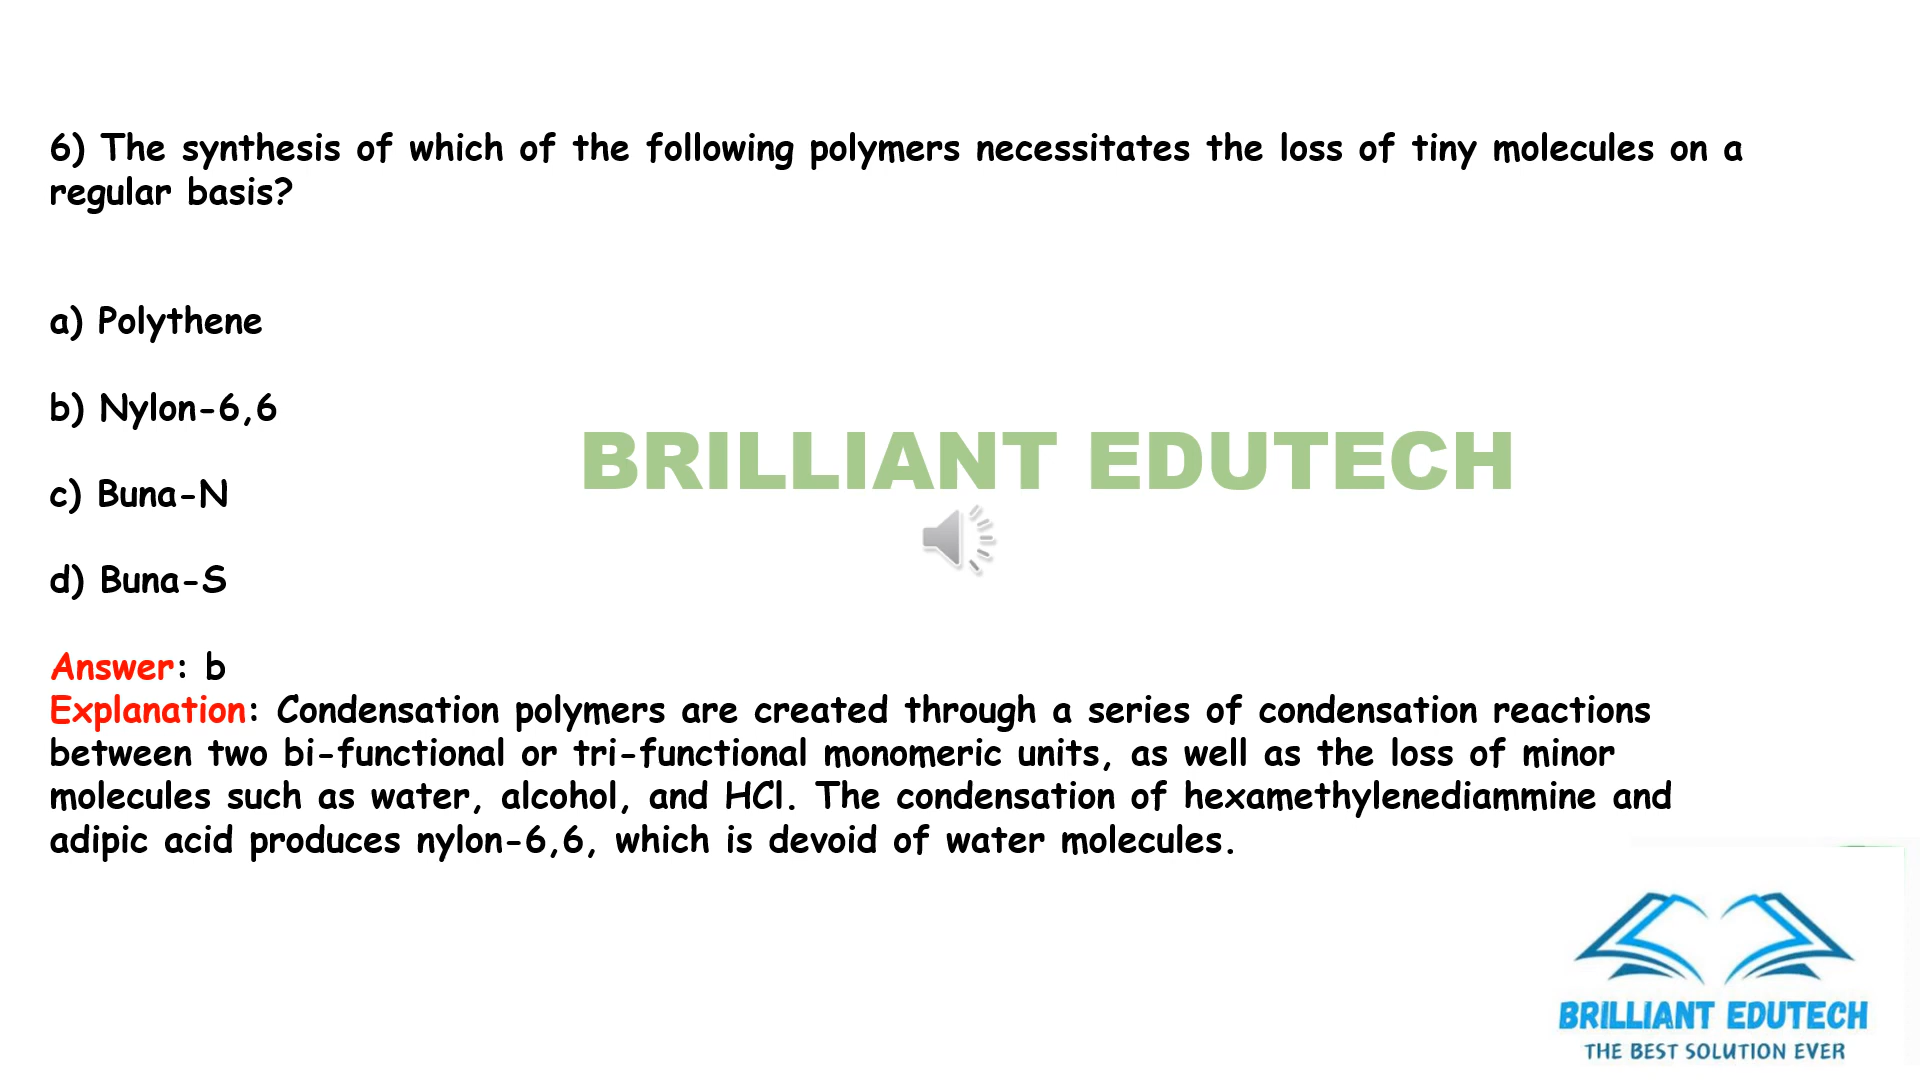 6) The synthesis of which of the following polymers necessitates the loss of tiny molecules on a
regular basis?
a) Polythene
b) Nylon-6,6
BRILLIANT EDUTECH
c) Buna-N
d) Buna-S
Answer: b
Explanation: Condensation polymers are created through a series of condensation reactions
between two bi-functional or tri-functional monomeric units, as well as the loss of minor
molecules such as water, alcohol, and HCl. The condensation of hexamethylenediammine and
adipic acid produces nylon-6,6, which is devoid of water molecules.
BRILLIANT EDUTECH
THE BEST SOLUTION EVER